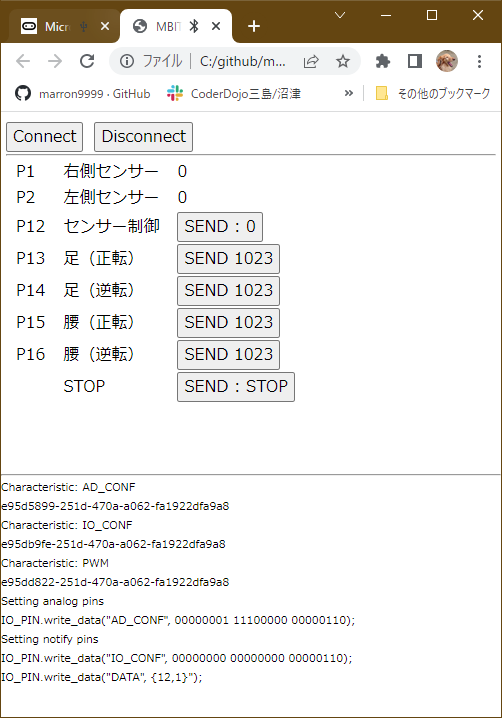 Micr
MBIT
ファイル C:/github/m...
marron9999 · GitHub CoderDojo三島/沼津 » その他のブックマーク
Connect Disconnect
P1 右側センサー 0
P2 左側センサー 0
P12 センサー制御 SEND : 0
P13 足（正転） SEND 1023
P14 足（逆転） SEND 1023
P15 腰（正転） SEND 1023
P16 腰（逆転） SEND 1023
STOP SEND : STOP
Characteristic: AD_CONF
e95d5899-251d-470a-a062-fa1922dfa9a8
Characteristic: IO_CONF
e95db9fe-251d-470a-a062-fa1922dfa9a8
Characteristic: PWM
e95dd822-251d-470a-a062-fa1922dfa9a8
Setting analog pins
IO_PIN.write_data("AD_CONF", 00000001 11100000 00000110);
Setting notify pins
IO_PIN.write_data("IO_CONF", 00000000 00000000 00000110);
IO_PIN.write_data("DATA", {12,1}");